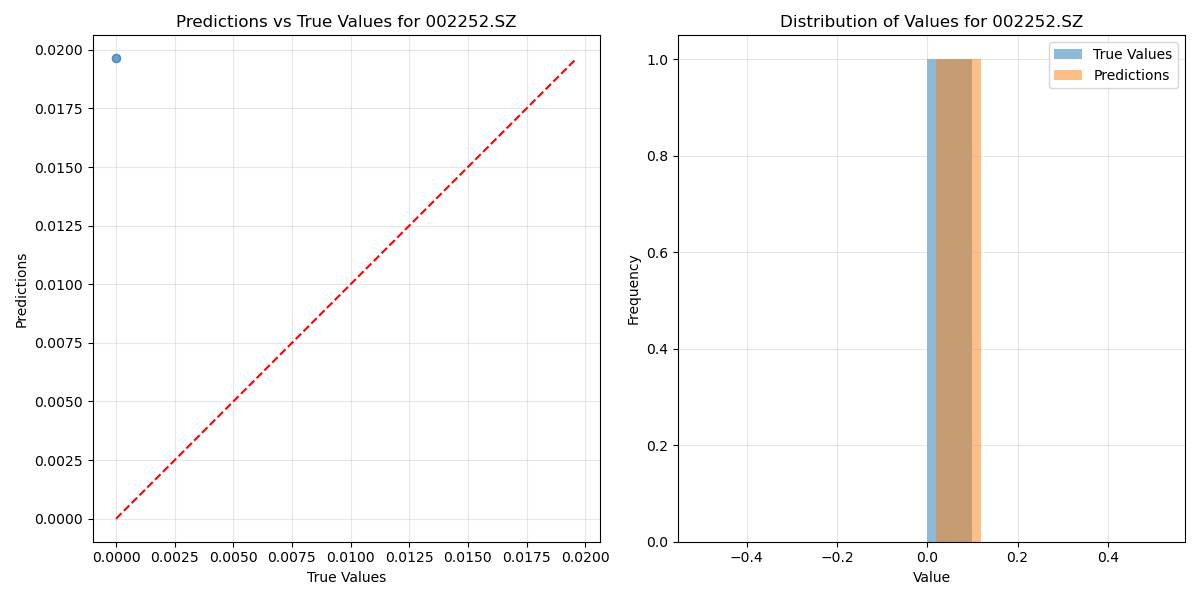 Predictions vs True Values for 002252.SZ
Predictions
0.0200
0.0175
0.0150
0.0125
0.0100
0.0075
0.0050
0.0025
0.0000
0.0000 0.0025 0.0050 0.0075 0.0100 0.0125 0.0150 0.0175 0.0200
True Values
Distribution of Values for 002252.SZ
True Values
Predictions
Frequency
1.0
0.8
0.6
0.4
0.2
0.0
−0.4 −0.2 0.0 0.2 0.4
Value